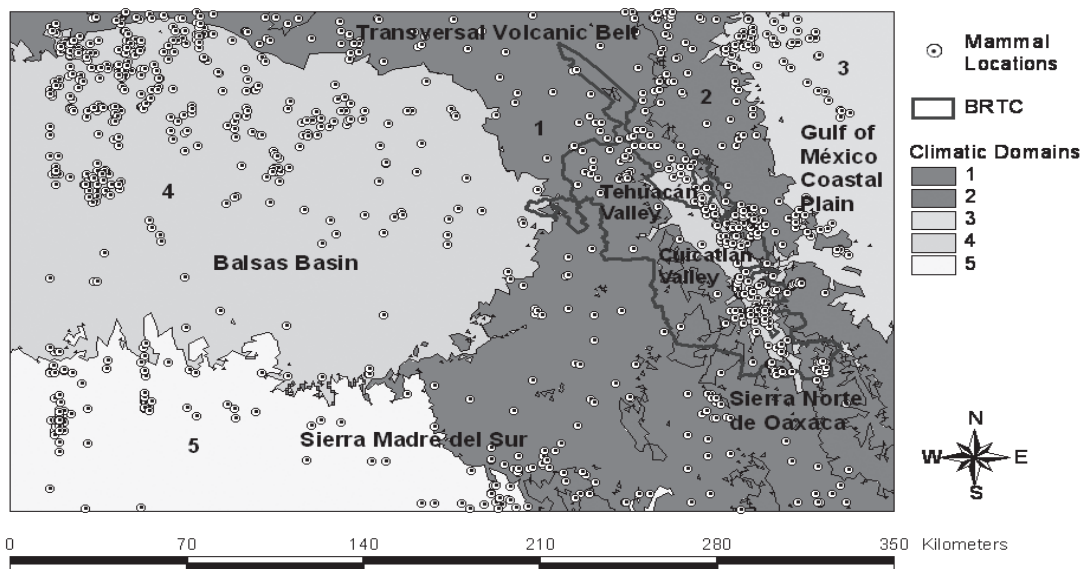 Transversal Volcanic Belt
3
2
1
Gulf of
México
Coastal
Plain
4
Tehuacán
Valley
Balsas Basin
Cuicatlán
Valley
Sierra Norte
de Oaxaca
5
Sierra Madre del Sur
Mammal
Locations
BRTC
Climatic Domains
1
2
3
4
5
N
W E
S
0 70 140 210 280 350 Kilometers